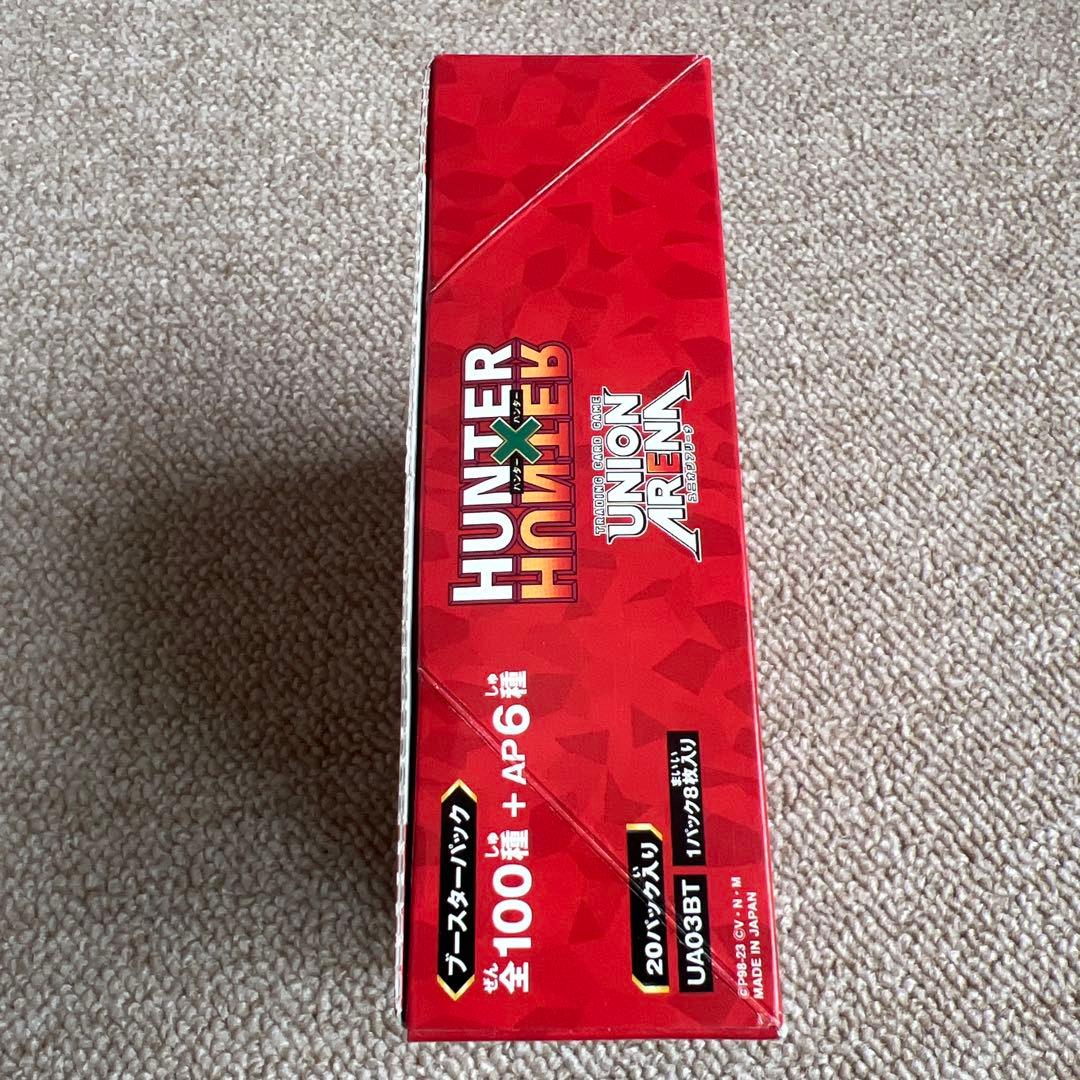 HUNTER
ハンター×ハンター
HUNTER
TRADING CARD GAME
UNION
ARENA
ユニオンアリーナ
ブースターパック
ぜん しゅ しゅ
全100種+AP6種
い
20パック入り
まいい
UA03BT 1パック8枚入り
©P98-23 ©V・N・M
MADE IN JAPAN